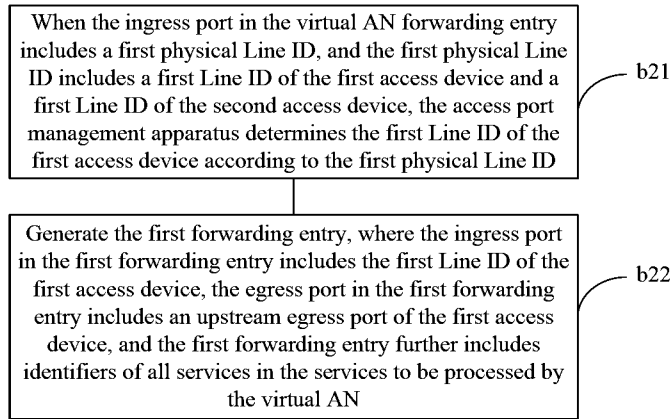 When the ingress port in the virtual AN forwarding entry
includes a first physical Line ID, and the first physical Line
ID includes a first Line ID of the first access device and a
first Line ID of the second access device, the access port
management apparatus determines the first Line ID of the
first access device according to the first physical Line ID
b21
Generate the first forwarding entry, where the ingress port
in the first forwarding entry includes the first Line ID of the
first access device, the egress port in the first forwarding
entry includes an upstream egress port of the first access
device, and the first forwarding entry further includes
identifiers of all services in the services to be processed by
the virtual AN
b22